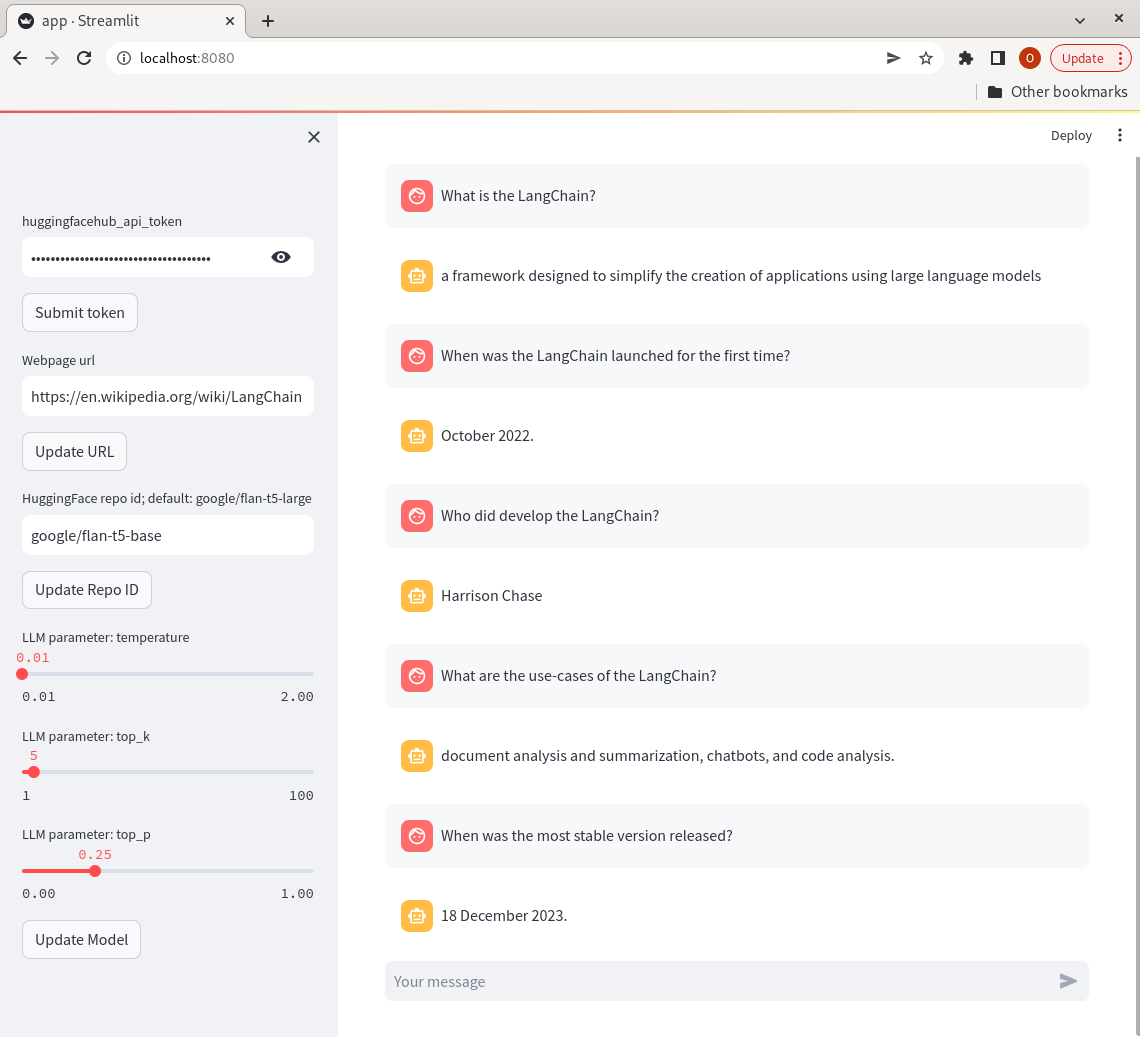 app · Streamlit
localhost:8080
O
Update
Other bookmarks
huggingfacehub_api_token
•••••••••••••••••••••••••••••••••••••
Submit token
Webpage url
https://en.wikipedia.org/wiki/LangChain
Update URL
HuggingFace repo id; default: google/flan-t5-large
google/flan-t5-base
Update Repo ID
LLM parameter: temperature
0.01
0.01 2.00
LLM parameter: top_k
5
1 100
LLM parameter: top_p
0.25
0.00 1.00
Update Model
Deploy
What is the LangChain?
a framework designed to simplify the creation of applications using large language models
When was the LangChain launched for the first time?
October 2022.
Who did develop the LangChain?
Harrison Chase
What are the use-cases of the LangChain?
document analysis and summarization, chatbots, and code analysis.
When was the most stable version released?
18 December 2023.
Your message